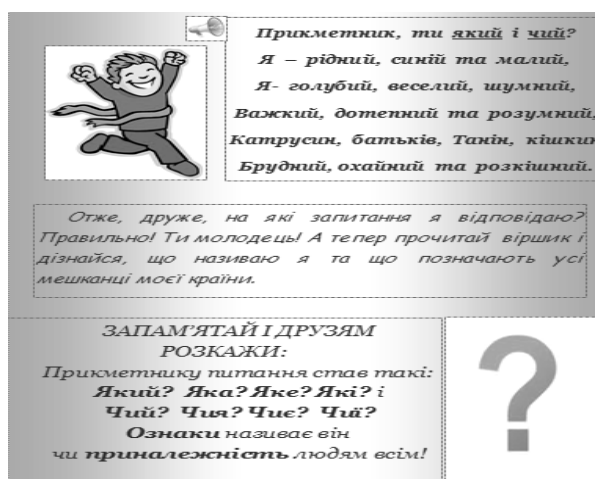 Прикметник, ти який і чий?
Я – рідний, синій та малий,
Я- голубий, веселий, шумний,
Важкий, дотепний та розумний,
Катрусин, батьків, Танін, кішкин
Брудний, охайний та розкішний.
Отже, друже, на які запитання я відповідаю?
Правильно! Ти молодець! А тепер прочитай віршик і
дізнайся, що називаю я та що позначають усі
мешканці моєї країни.
ЗАПАМ'ЯТАЙ І ДРУЗЯМ
РОЗКАЖИ:
Прикметнику питання став такі:
Який? Яка? Яке? Які? і
Чий? Чия? Чиє? Чиї?
Ознаки називає він
чи приналежність людям всім!
?